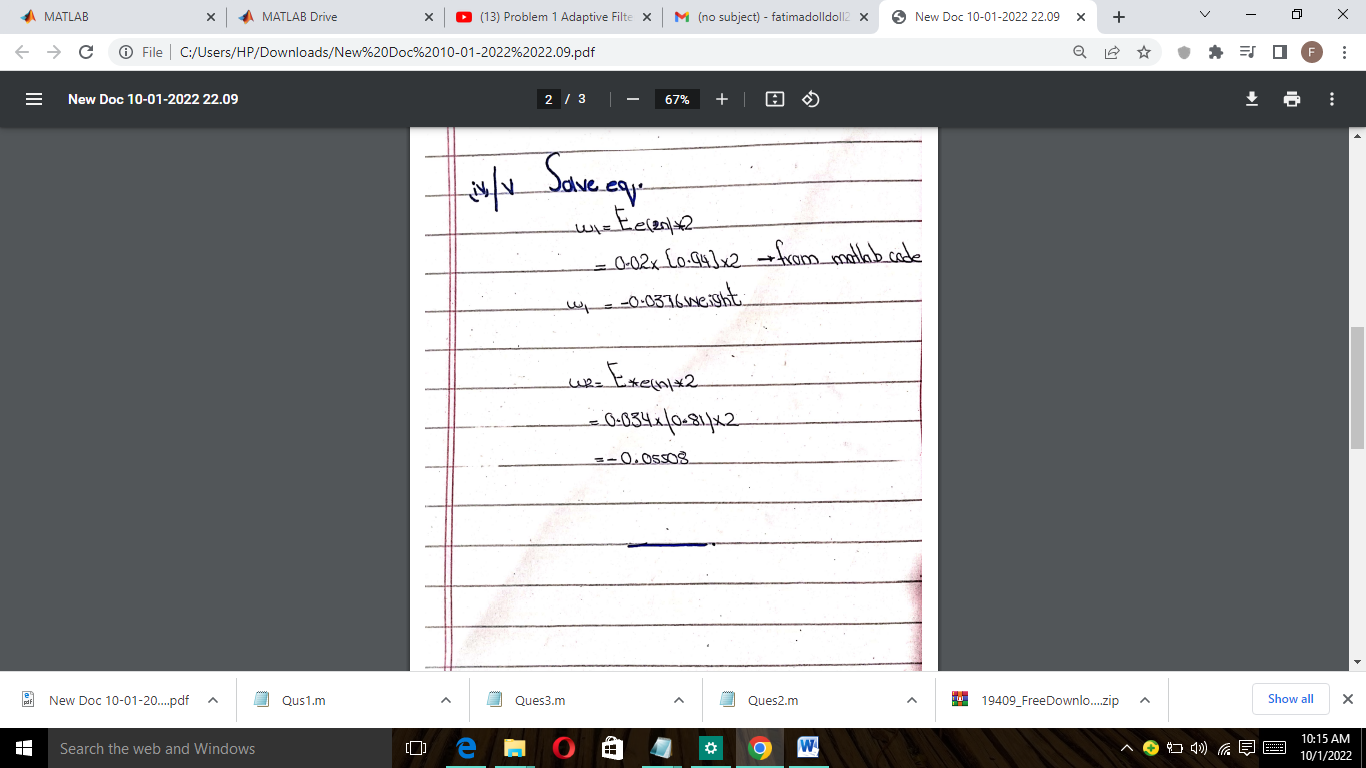 MATLAB
MATLAB Drive
(13) Problem 1 Adaptive Filte
(no subject) - fatimadolldoll2
New Doc 10-01-2022 22.09
File
C:/Users/HP/Downloads/New%20Doc%2010-01-2022%2022.09.pdf
F
New Doc 10-01-2022 22.09
2 / 3
67%
iv/v Solve eq.
w1 = E e(2n)*2
= 0.02x [0.94]x2 → from matlab code
w1 = -0.0376 weight
w2 = E*e(n)*2
= 0.034x(0.81)x2
= -0.05508
New Doc 10-01-20....pdf
Qus1.m
Ques3.m
Ques2.m
19409_FreeDownlo....zip
Show all
Search the web and Windows
10:15 AM
10/1/2022